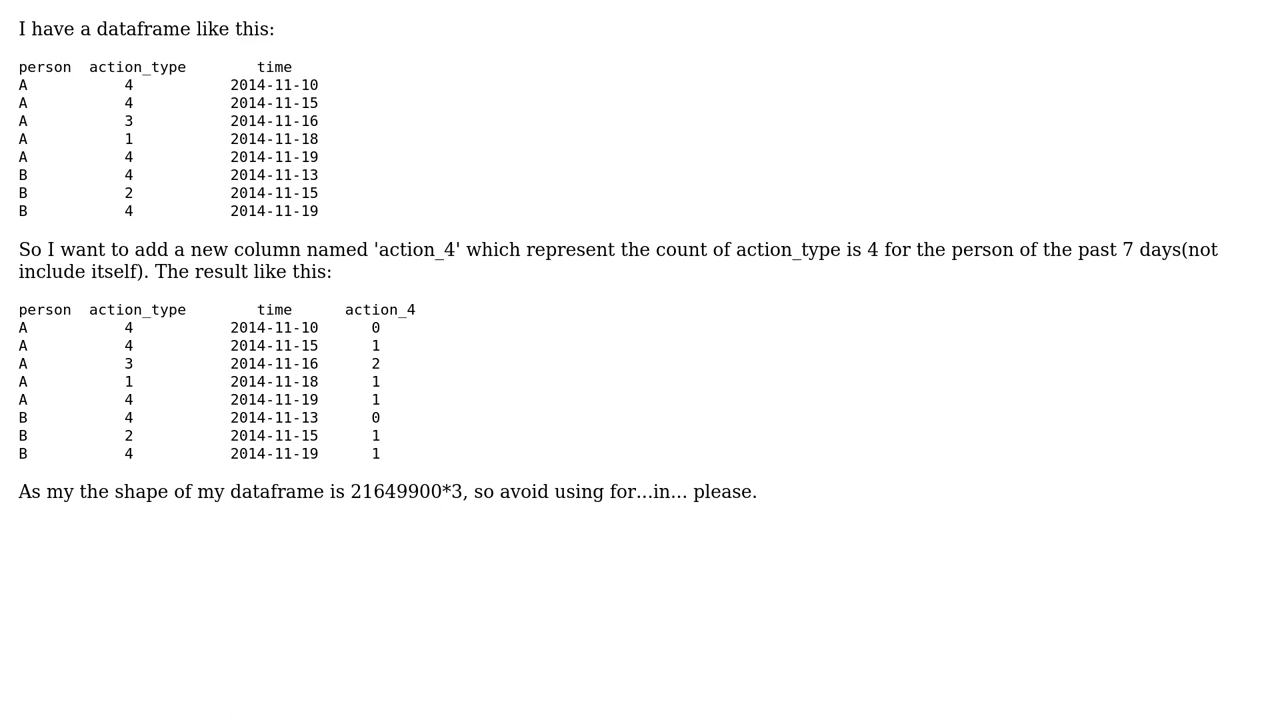 I have a dataframe like this:
person  action_type        time
A           4           2014-11-10
A           4           2014-11-15
A           3           2014-11-16
A           1           2014-11-18
A           4           2014-11-19
B           4           2014-11-13
B           2           2014-11-15
B           4           2014-11-19
So I want to add a new column named 'action_4' which represent the count of action_type is 4 for the person of the past 7 days(not
include itself). The result like this:
person  action_type        time      action_4
A           4           2014-11-10      0
A           4           2014-11-15      1
A           3           2014-11-16      2
A           1           2014-11-18      1
A           4           2014-11-19      1
B           4           2014-11-13      0
B           2           2014-11-15      1
B           4           2014-11-19      1
As my the shape of my dataframe is 21649900*3, so avoid using for...in... please.